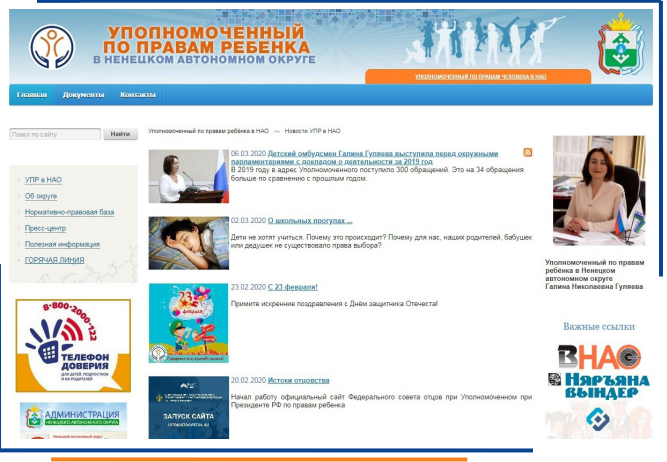 УПОЛНОМОЧЕННЫЙ
ПО ПРАВАМ РЕБЕНКА
В НЕНЕЦКОМ АВТОНОМНОМ ОКРУГЕ
УПОЛНОМОЧЕННЫЙ ПО ПРАВАМ ЧЕЛОВЕКА В НАО
Главная Документы Контакты
Поиск по сайту Найти
Уполномоченный по правам ребёнка в НАО — Новости УПР в НАО
УПР в НАО
Об округе
Нормативно-правовая база
Пресс-центр
Полезная информация
ГОРЯЧАЯ ЛИНИЯ
8-800-2000-122
ТЕЛЕФОН
ДОВЕРИЯ
ДЛЯ ДЕТЕЙ, ПОДРОСТКОВ
И ИХ РОДИТЕЛЕЙ
АДМИНИСТРАЦИЯ
НЕНЕЦКОГО АВТОНОМНОГО ОКРУГА
Ненецкий автономный округ
06.03.2020 Детский омбудсмен Галина Гуляева выступила перед окружными
парламентариями с докладом о деятельности за 2019 год
В 2019 году в адрес Уполномоченного поступило 300 обращений. Это на 34 обращения
больше по сравнению с прошлым годом.
02.03.2020 О школьных прогулах ...
Дети не хотят учиться. Почему это происходит? Почему для нас, наших родителей, бабушек
или дедушек не существовало права выбора?
23 февраля
23.02.2020 С 23 февраля!
Примите искренние поздравления с Днём защитника Отечества!
20.02.2020 Истоки отцовства
Начал работу официальный сайт Федерального совета отцов при Уполномоченном при
Президенте РФ по правам ребенка
ЗАПУСК САЙТА
Уполномоченный по правам
ребёнка в Ненецком
автономном округе
Галина Николаевна Гуляева
Важные ссылки
ВНАО
Няръяна
вындер